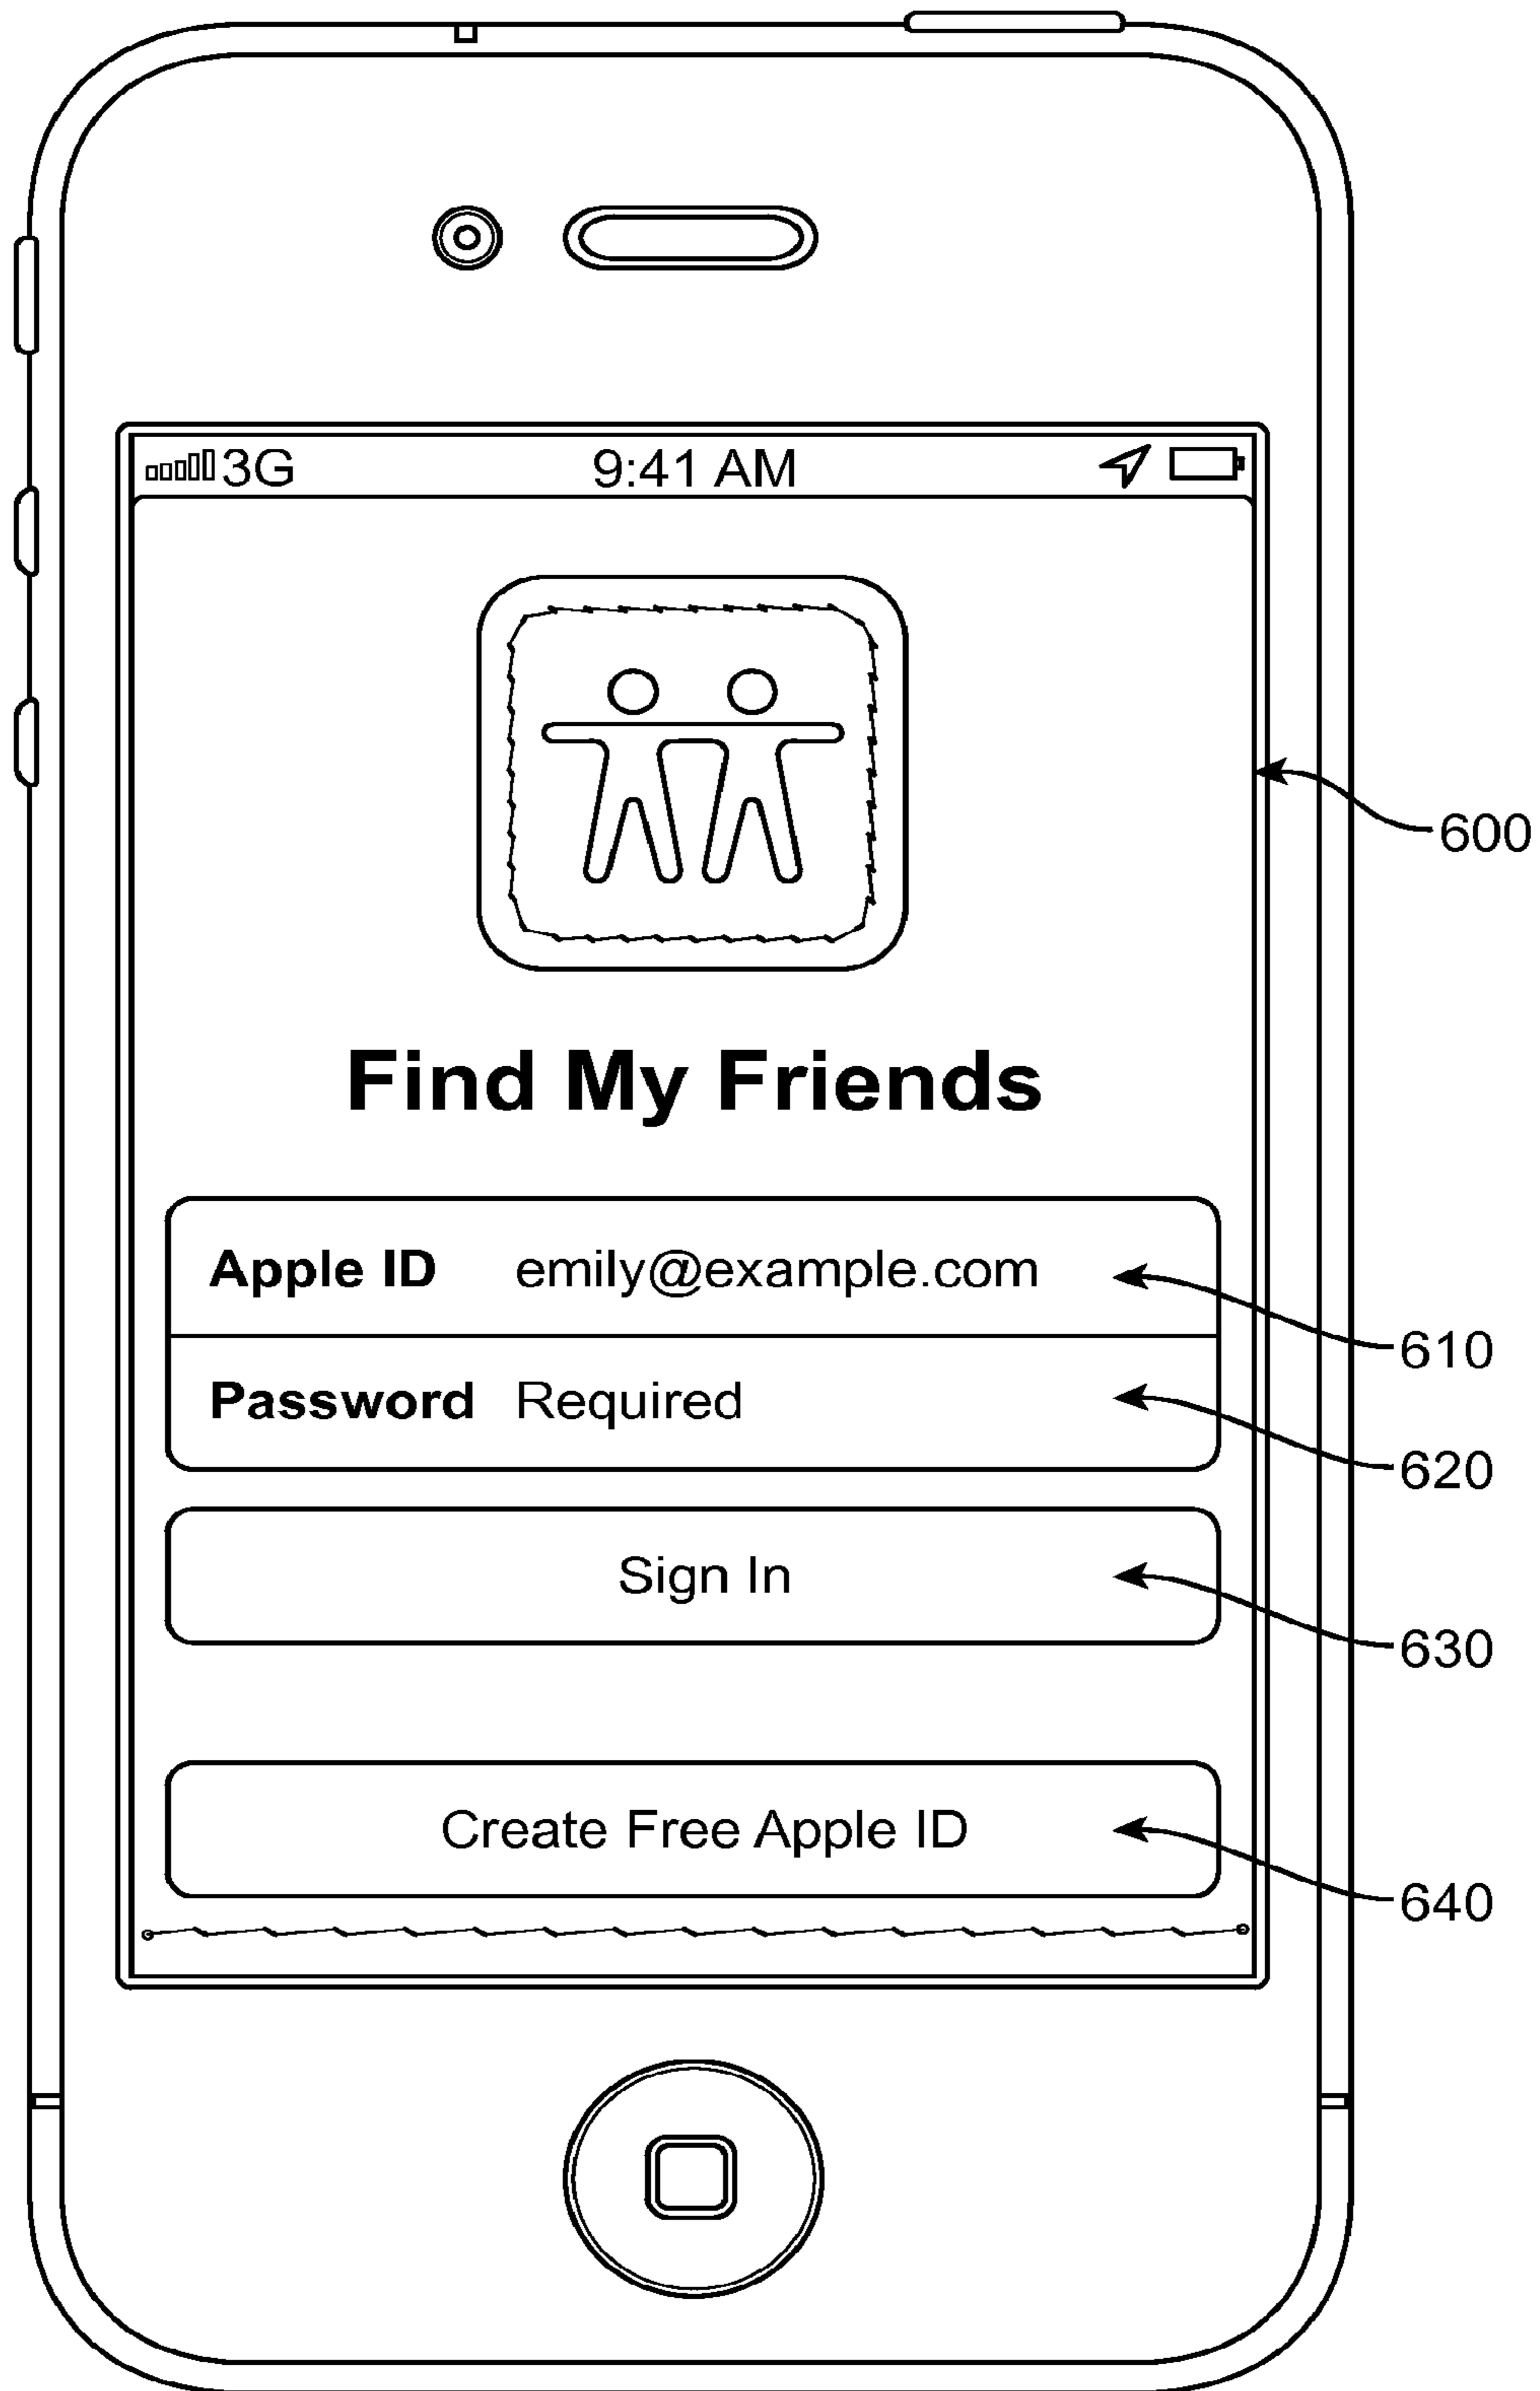 3G 9:41 AM
600
Find My Friends
Apple ID emily@example.com
610
Password Required
620
Sign In
630
Create Free Apple ID
640